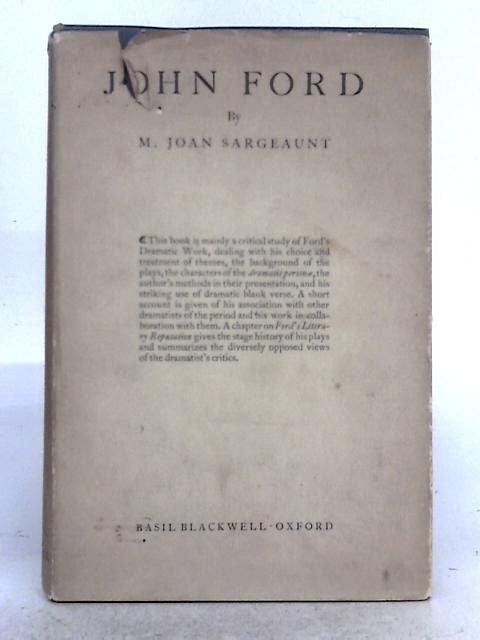 JOHN FORD
By
M. JOAN SARGEAUNT
❡This book is mainly a critical study of Ford's
Dramatic Work, dealing with his choice and
treatment of themes, the background of the
plays, the characters of the dramatis personæ, the
author's methods in their presentation, and his
striking use of dramatic blank verse. A short
account is given of his association with other
dramatists of the period and his work in colla-
boration with them. A chapter on Ford's Litera-
ry Reputation gives the stage history of his plays
and summarizes the diversely opposed views
of the dramatist's critics.
BASIL BLACKWELL-OXFORD